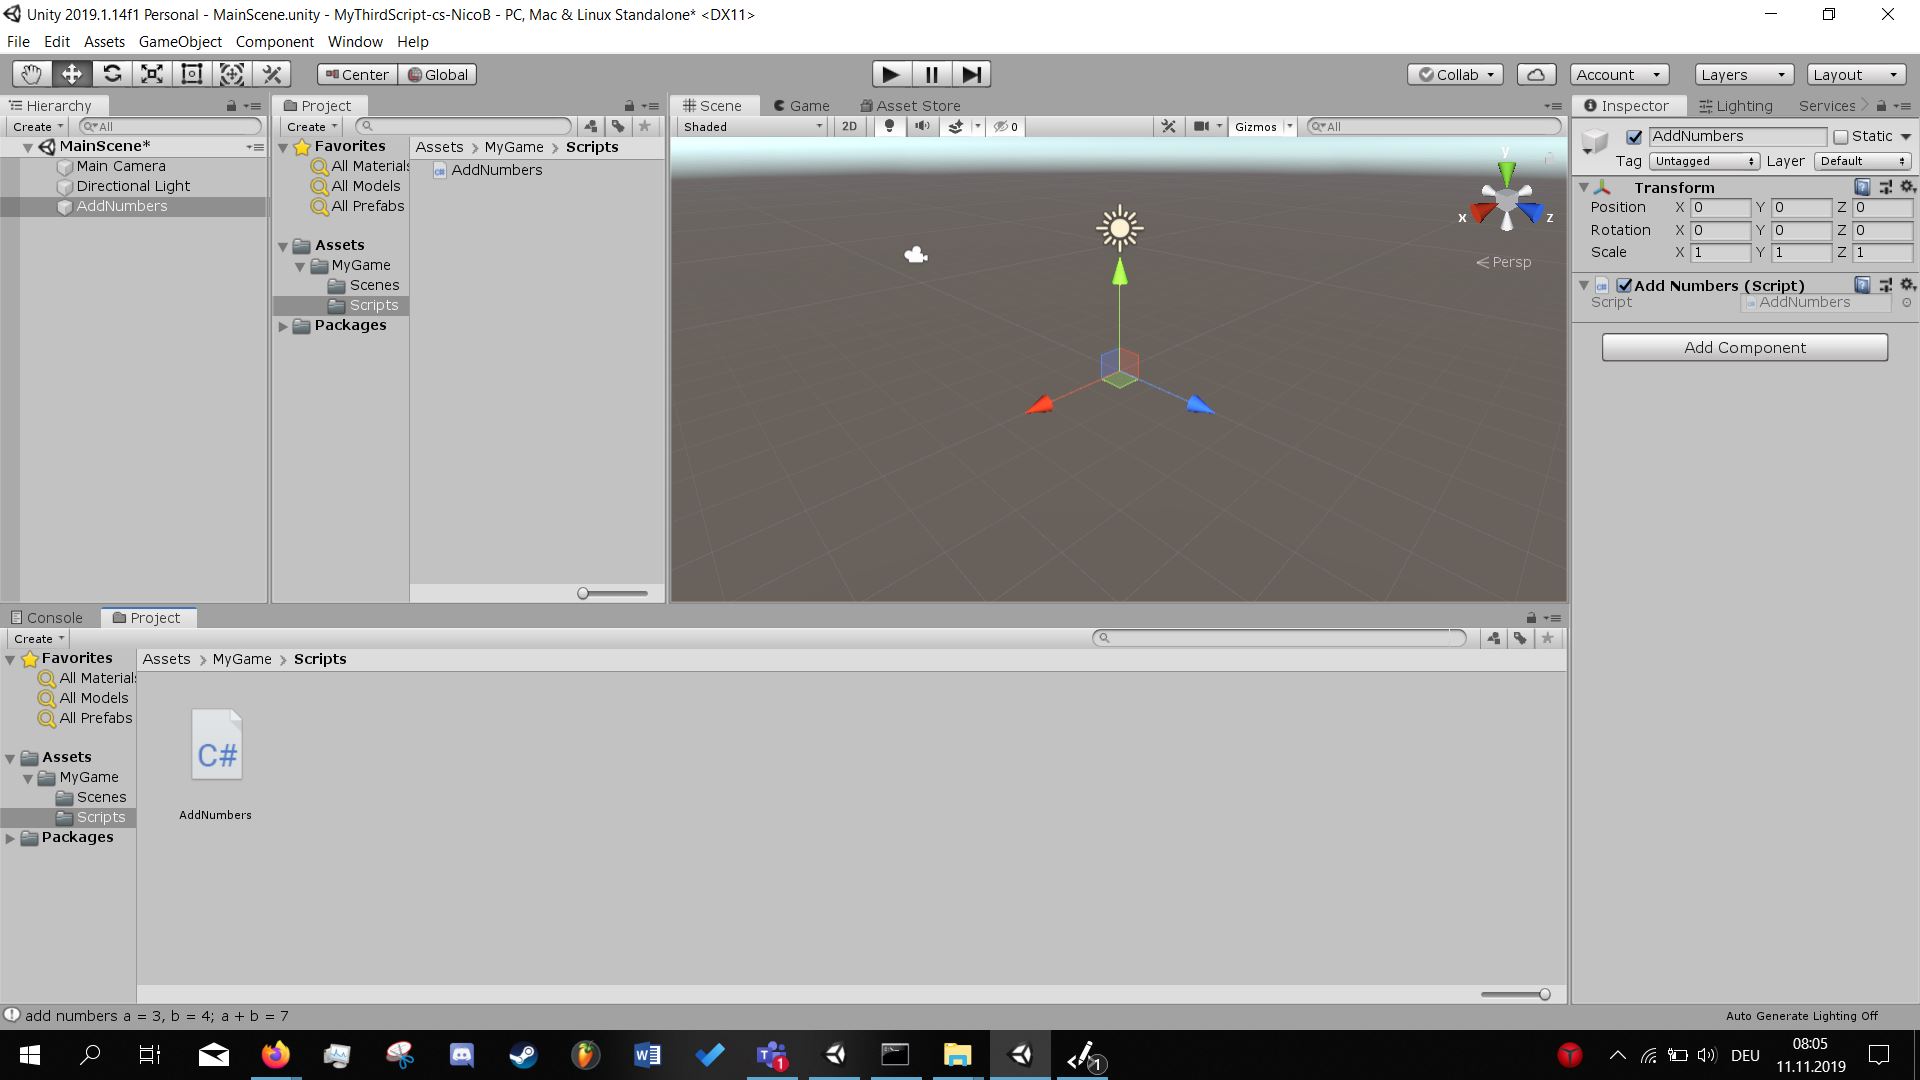 Unity 2019.1.14f1 Personal - MainScene.unity - MyThirdScript-cs-NicoB - PC, Mac & Linux Standalone* <DX11>
File Edit Assets GameObject Component Window Help
Center Global Collab Account Layers Layout
Hierarchy
Create All
MainScene*
Main Camera
Directional Light
AddNumbers
Project
Create
Favorites
All Materials
All Models
All Prefabs
Assets
MyGame
Scenes
Scripts
Packages
Assets > MyGame > Scripts
AddNumbers
Scene Game Asset Store
Shaded 2D 0 Gizmos All
y
x z
Persp
Inspector Lighting Services
AddNumbers Static
Tag Untagged Layer Default
Transform
Position X 0 Y 0 Z 0
Rotation X 0 Y 0 Z 0
Scale X 1 Y 1 Z 1
Add Numbers (Script)
Script AddNumbers
Add Component
Console Project
Create
Favorites
All Materials
All Models
All Prefabs
Assets
MyGame
Scenes
Scripts
Packages
Assets > MyGame > Scripts
C#
AddNumbers
add numbers a = 3, b = 4; a + b = 7
Auto Generate Lighting Off
1
1
DEU
08:05
11.11.2019